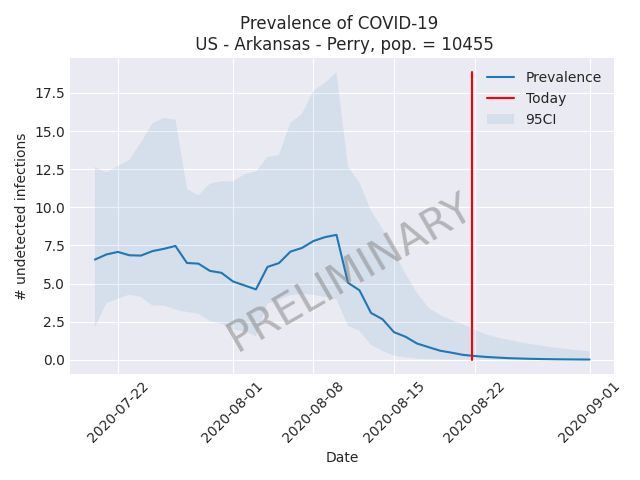 Prevalence of COVID-19
US - Arkansas - Perry, pop. = 10455
Prevalence
Today
95CI
17.5
15.0
12.5
10.0
7.5
5.0
2.5
0.0
# undetected infections
PRELIMINARY
2020-07-22
2020-08-01
2020-08-08
2020-08-15
2020-08-22
2020-09-01
Date